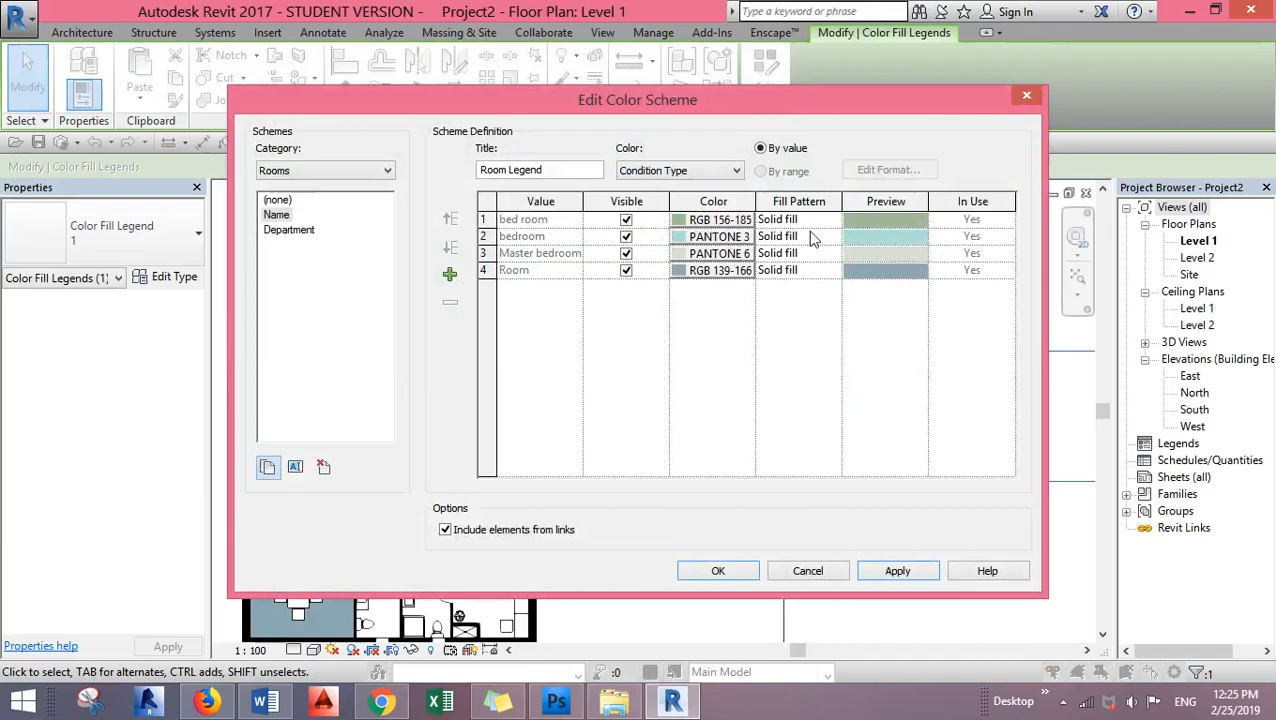 Autodesk Revit 2017 - STUDENT VERSION - Project2 - Floor Plan: Level 1
Type a keyword or phrase
Sign In
Architecture Structure Systems Insert Annotate Analyze Massing & Site Collaborate View Manage Add-Ins Enscape™ Modify | Color Fill Legends
Modify
Paste
Notch
Cut
Select
Properties
Clipboard
Modify | Color Fill Legends
Properties
Color Fill Legend
1
Color Fill Legends (1)
Edit Type
Properties help
Apply
Edit Color Scheme
Schemes
Category:
Rooms
(none)
Name
Department
Scheme Definition
Title:
Room Legend
Color:
Condition Type
By value
By range
Edit Format...
Value Visible Color Fill Pattern Preview In Use
1 bed room RGB 156-185 Solid fill Yes
2 bedroom PANTONE 3 Solid fill Yes
3 Master bedroom PANTONE 6 Solid fill Yes
4 Room RGB 139-166 Solid fill Yes
Options
Include elements from links
OK
Cancel
Apply
Help
Project Browser - Project2
Views (all)
Floor Plans
Level 1
Level 2
Site
Ceiling Plans
Level 1
Level 2
3D Views
Elevations (Building Ele
East
North
South
West
Legends
Schedules/Quantities
Sheets (all)
Families
Groups
Revit Links
1 : 100
Click to select, TAB for alternates, CTRL adds, SHIFT unselects.
:0
Main Model
:1
Desktop
ENG
12:25 PM
2/25/2019